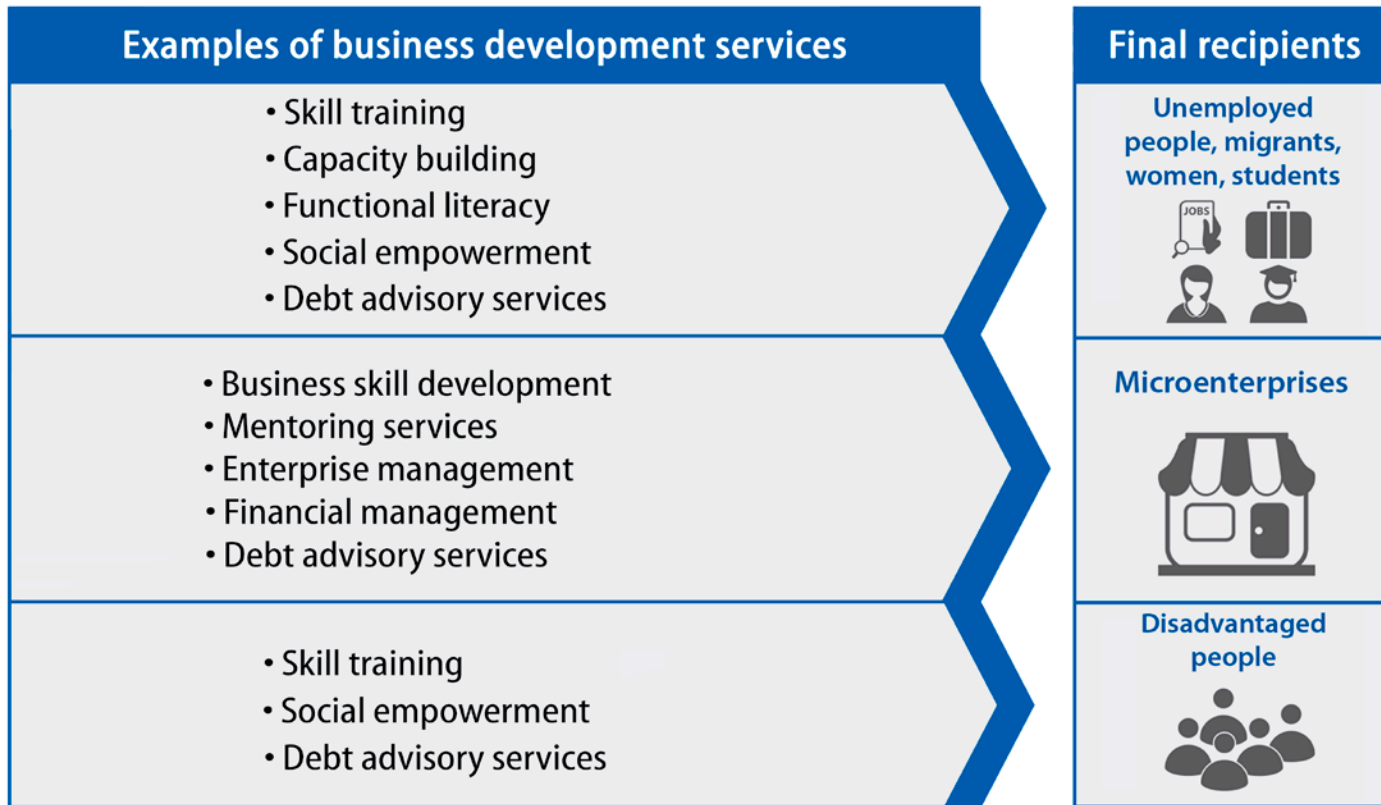 Examples of business development services
Final recipients
• Skill training
• Capacity building
• Functional literacy
• Social empowerment
• Debt advisory services
Unemployed
people, migrants,
women, students
JOBS
• Business skill development
• Mentoring services
• Enterprise management
• Financial management
• Debt advisory services
Microenterprises
• Skill training
• Social empowerment
• Debt advisory services
Disadvantaged
people